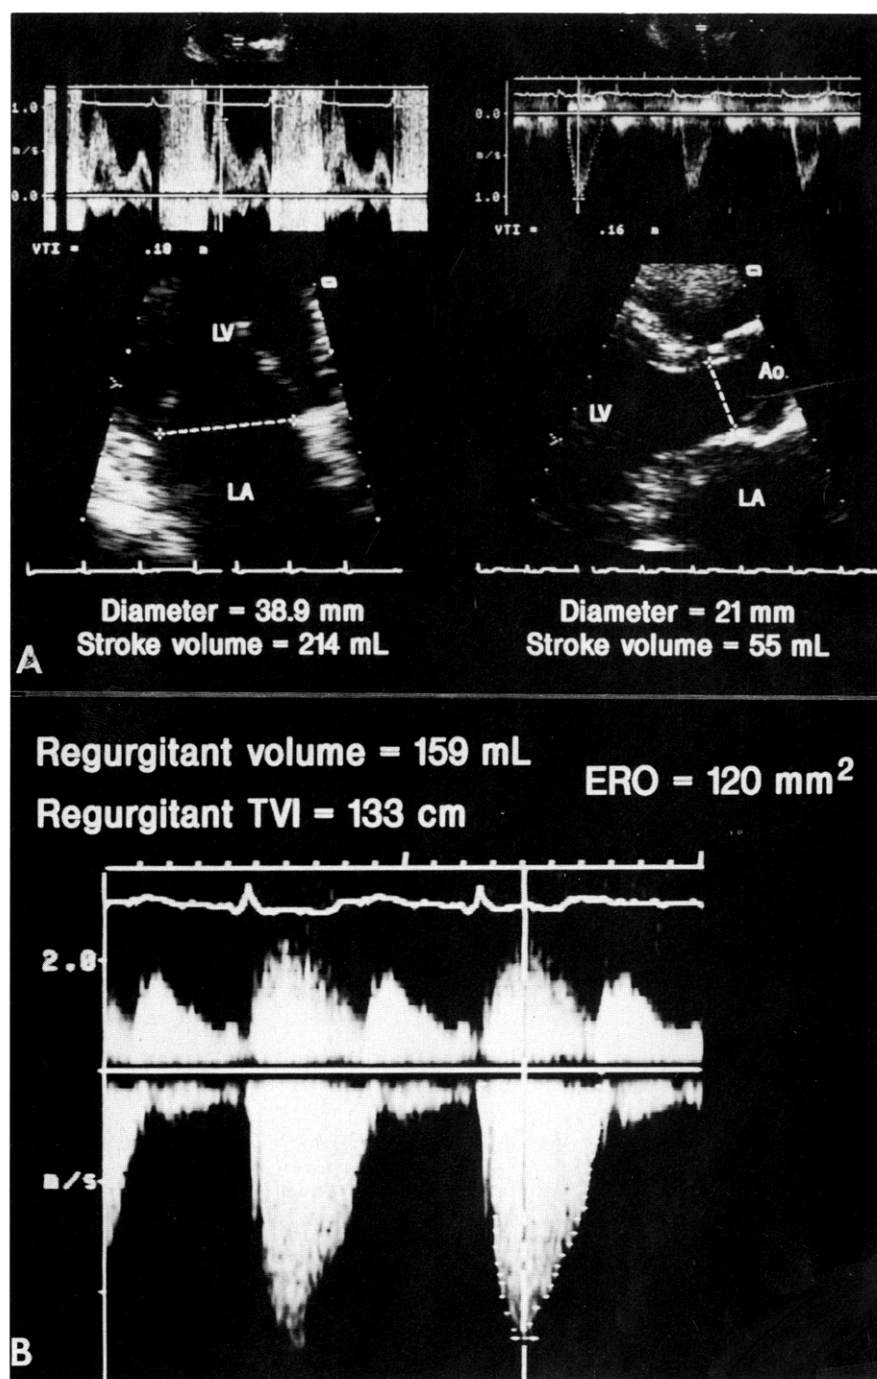 1.0
m/s
0.0
VTI = .18 m
LV
LA
Diameter = 38.9 mm
Stroke volume = 214 mL
A
0.0
m/s
1.0
VTI = .16 m
Ao.
LV
LA
Diameter = 21 mm
Stroke volume = 55 mL
Regurgitant volume = 159 mL
Regurgitant TVI = 133 cm
ERO = 120 mm²
2.0
m/s
B